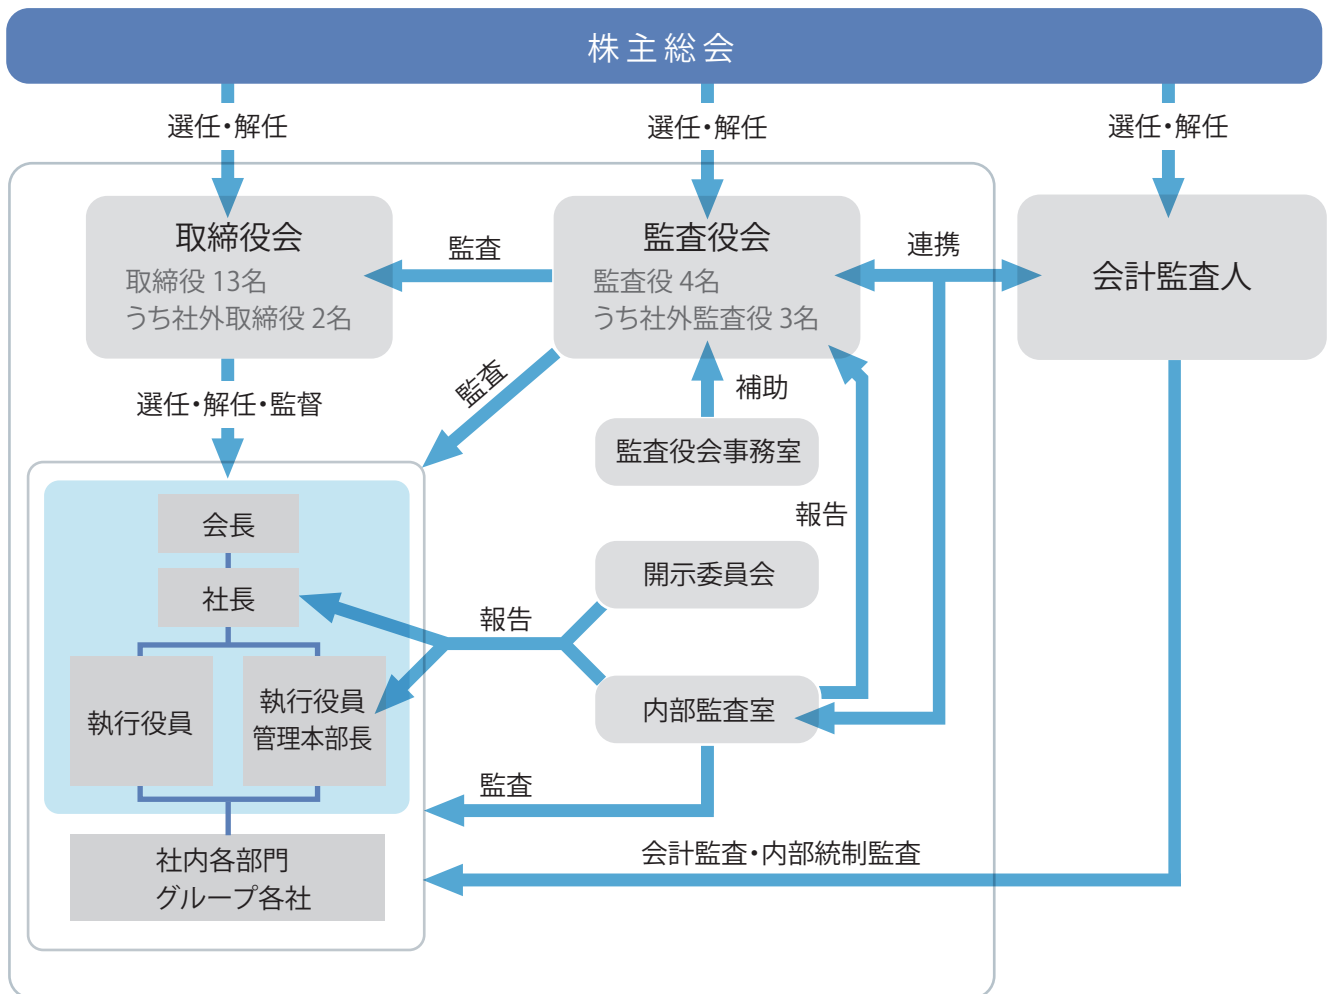 株主総会
選任・解任
選任・解任
選任・解任
取締役会
取締役 13名
うち社外取締役 2名
監査
監査役会
監査役 4名
うち社外監査役 3名
連携
会計監査人
選任・解任・監督
監査
補助
監査役会事務室
報告
会長
社長
執行役員
執行役員
管理本部長
報告
開示委員会
内部監査室
監査
会計監査・内部統制監査
社内各部門
グループ各社